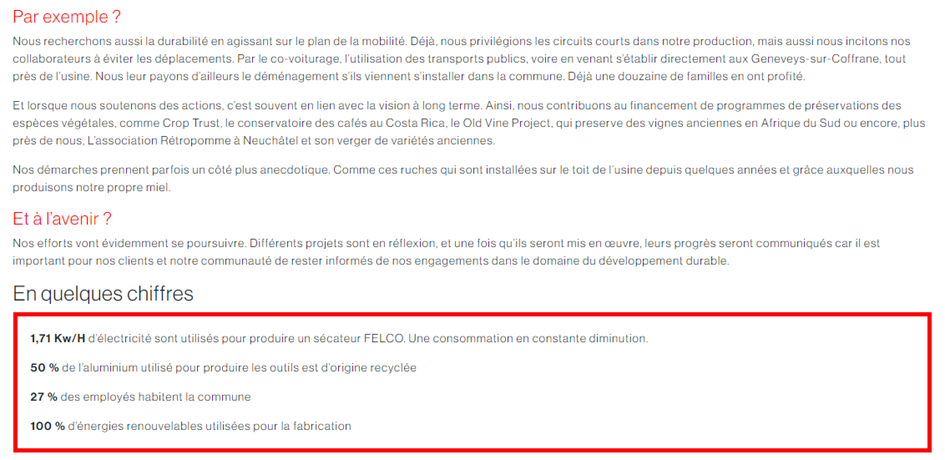 Par exemple ?
Nous recherchons aussi la durabilité en agissant sur le plan de la mobilité. Déjà, nous privilégions les circuits courts dans notre production, mais aussi nous incitons nos
collaborateurs à éviter les déplacements. Par le co-voiturage, l'utilisation des transports publics, voire en venant s'établir directement aux Geneveys-sur-Coffrane, tout
près de l'usine. Nous leur payons d'ailleurs le déménagement s'ils viennent s'installer dans la commune. Déjà une douzaine de familles en ont profité.
Et lorsque nous soutenons des actions, c'est souvent en lien avec la vision à long terme. Ainsi, nous contribuons au financement de programmes de préservations des
espèces végétales, comme Crop Trust, le conservatoire des cafés au Costa Rica, le Old Vine Project, qui preserve des vignes anciennes en Afrique du Sud ou encore, plus
près de nous, L'association Rétropomme à Neuchâtel et son verger de variétés anciennes.
Nos démarches prennent parfois un côté plus anecdotique. Comme ces ruches qui sont installées sur le toit de l'usine depuis quelques années et grâce auxquelles nous
produisons notre propre miel.
Et à l'avenir ?
Nos efforts vont évidemment se poursuivre. Différents projets sont en réflexion, et une fois qu'ils seront mis en œuvre, leurs progrès seront communiqués car il est
important pour nos clients et notre communauté de rester informés de nos engagements dans le domaine du développement durable.
En quelques chiffres
1,71 Kw/H d'électricité sont utilisés pour produire un sécateur FELCO. Une consommation en constante diminution.
50 % de l'aluminium utilisé pour produire les outils est d'origine recyclée
27 % des employés habitent la commune
100 % d'énergies renouvelables utilisées pour la fabrication